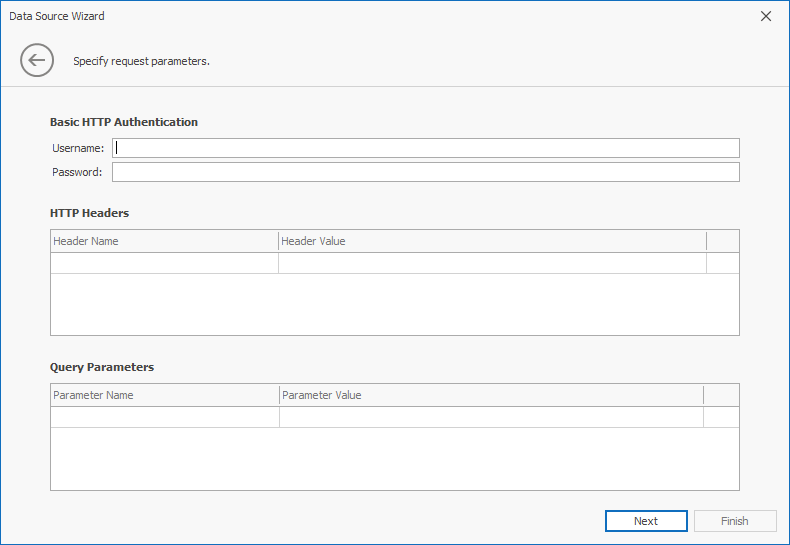 Data Source Wizard
Specify request parameters.
Basic HTTP Authentication
Username:
Password:
HTTP Headers
Header Name Header Value
Query Parameters
Parameter Name Parameter Value
Next Finish